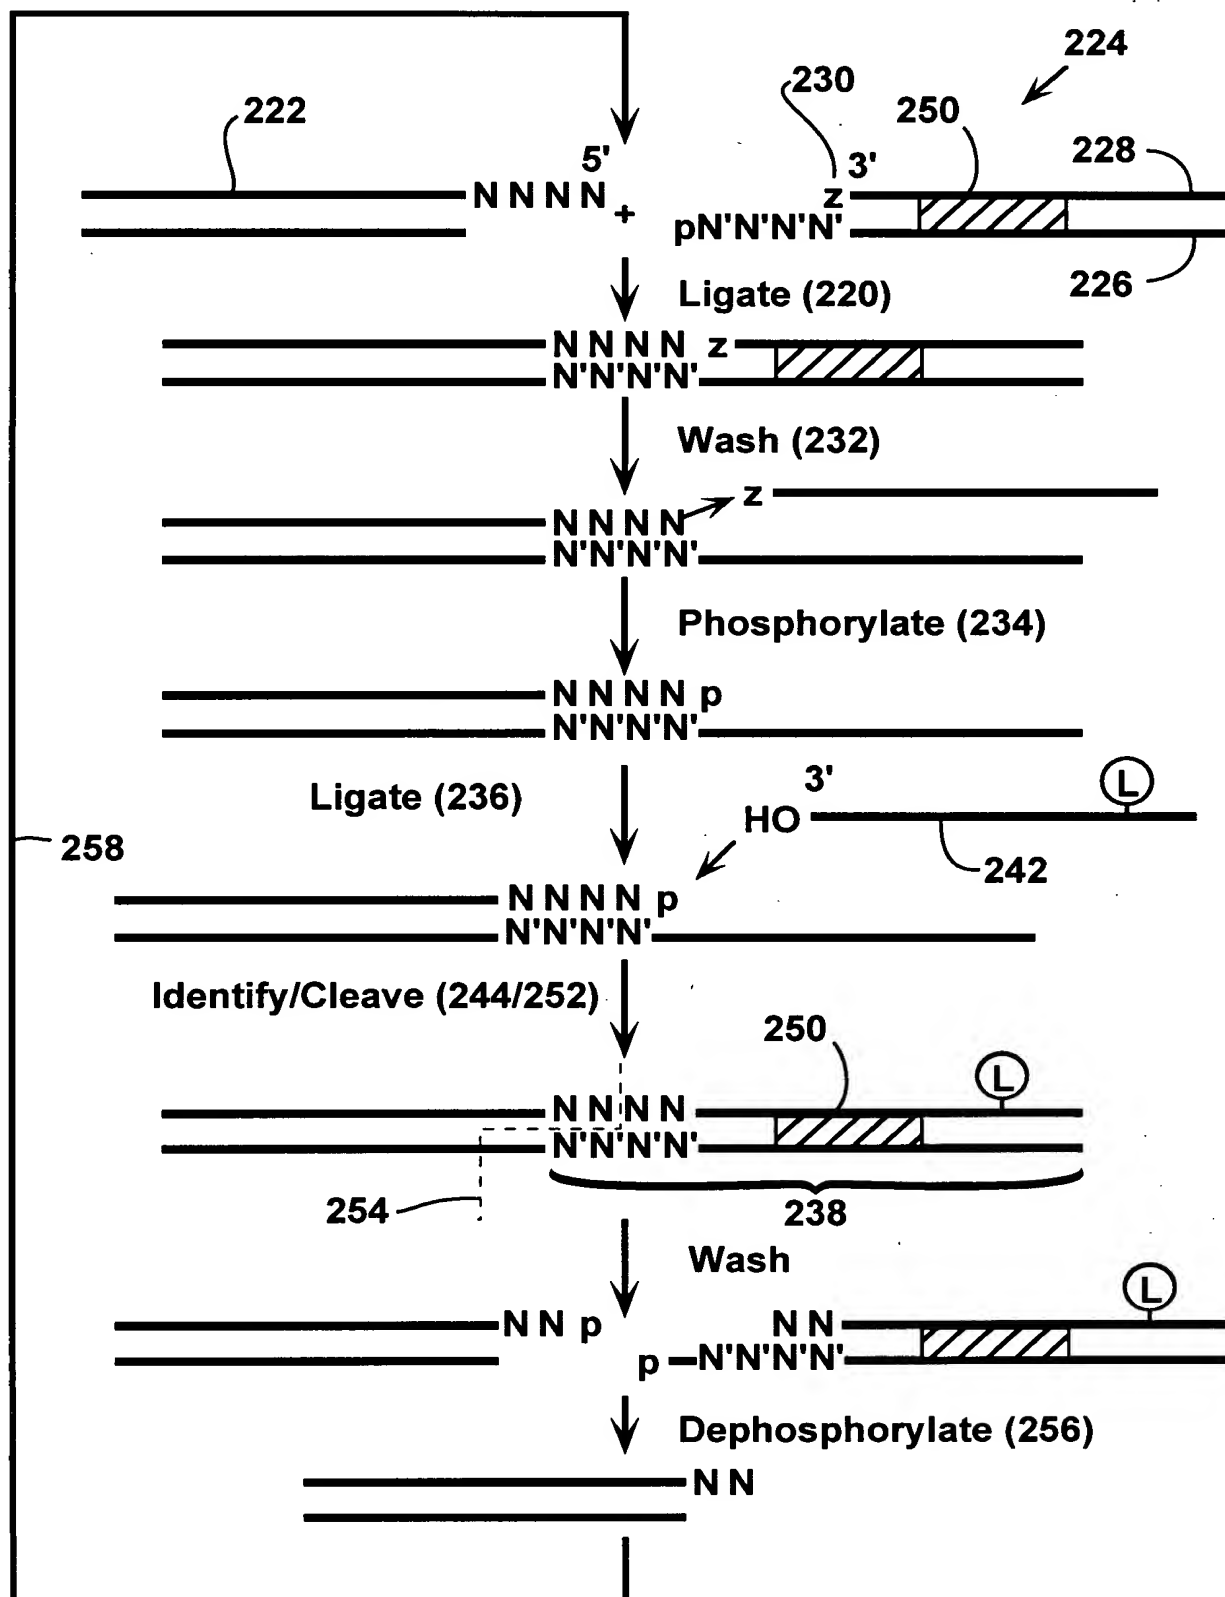 224
230
222
250
5'
3'
228
N N N N
z
+
pN'N'N'N'
226
Ligate (220)
N N N N z
N'N'N'N'
Wash (232)
z
N N N N
N'N'N'N'
Phosphorylate (234)
N N N N p
N'N'N'N'
3'
L
Ligate (236)
HO
258
242
N N N N p
N'N'N'N'
Identify/Cleave (244/252)
250
L
N N N N
N'N'N'N'
254
238
Wash
L
N N p
N N
p
N'N'N'N'
Dephosphorylate (256)
N N